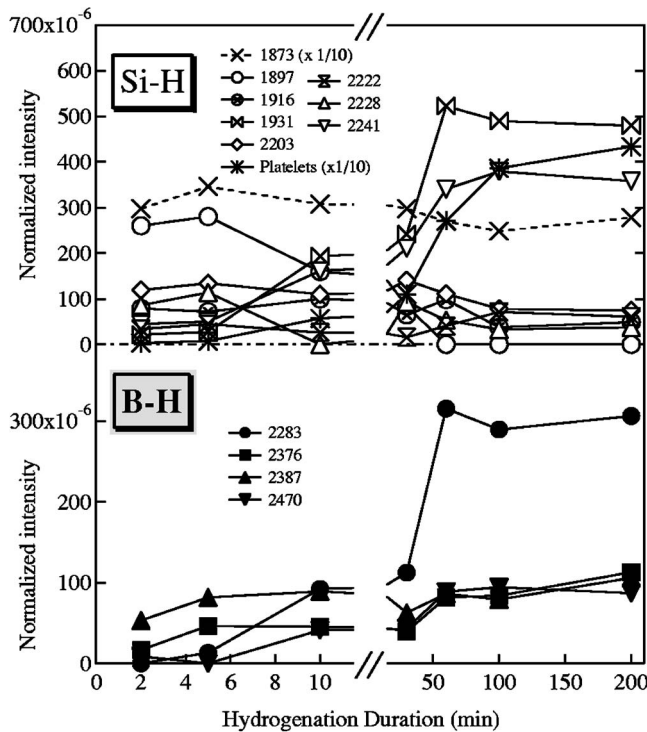 700x10⁻⁶
600
500
400
300
200
100
0
Normalized intensity
Si-H
1873 (x 1/10)
1897
1916
1931
2203
Platelets (x1/10)
2222
2228
2241
300x10⁻⁶
200
100
0
Normalized intensity
B-H
2283
2376
2387
2470
0 2 4 6 8 10 50 100 150 200
Hydrogenation Duration (min)